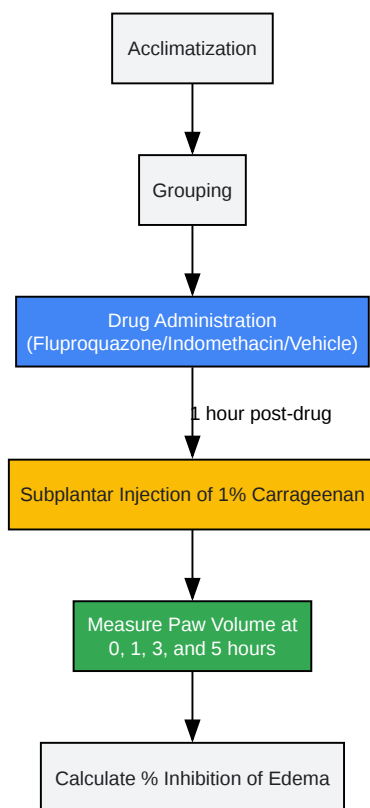 Acclimatization
Grouping
Drug Administration
(Fluproquazone/Indomethacin/Vehicle)
1 hour post-drug
Subplantar Injection of 1% Carrageenan
Measure Paw Volume at
0, 1, 3, and 5 hours
Calculate % Inhibition of Edema